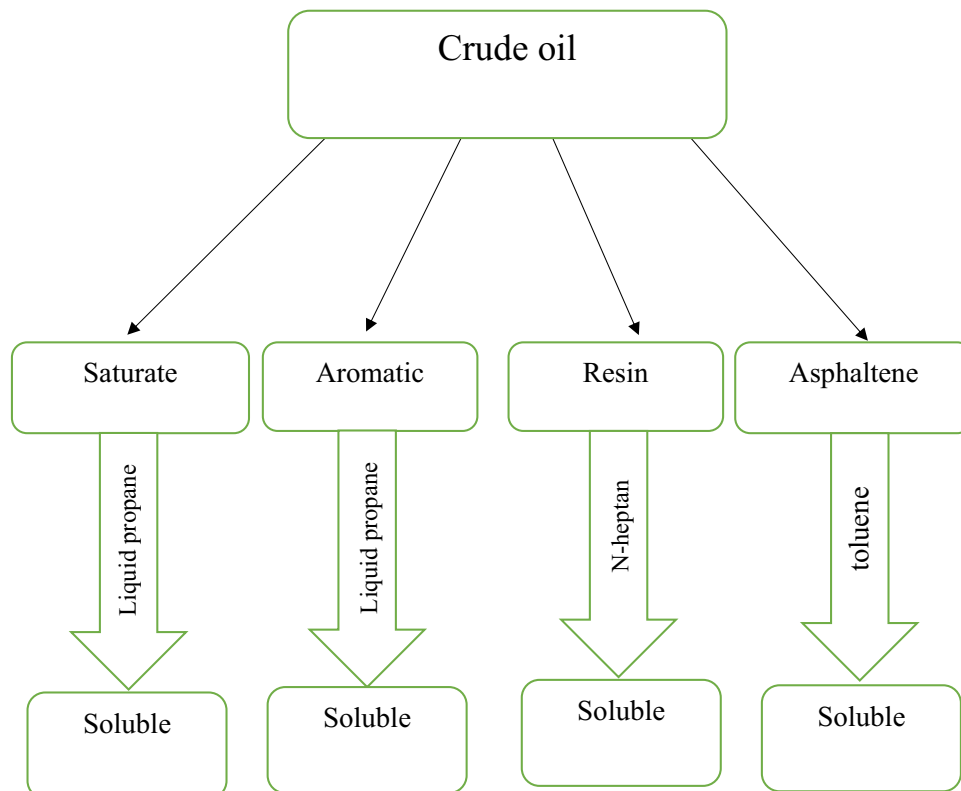 Crude oil
Saturate
Aromatic
Resin
Asphaltene
Liquid propane
Liquid propane
N-heptan
toluene
Soluble
Soluble
Soluble
Soluble